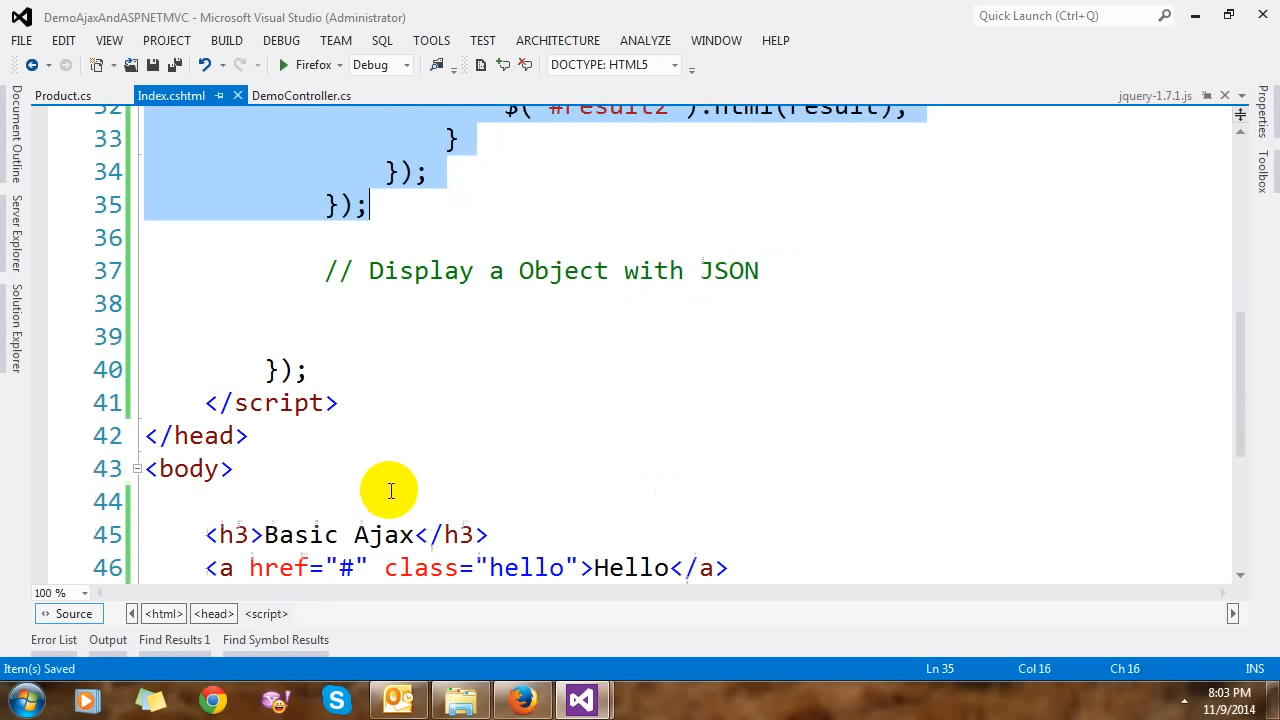 DemoAjaxAndASPNETMVC - Microsoft Visual Studio (Administrator)
Quick Launch (Ctrl+Q)
FILE EDIT VIEW PROJECT BUILD DEBUG TEAM SQL TOOLS TEST ARCHITECTURE ANALYZE WINDOW HELP
Firefox Debug DOCTYPE: HTML5
Product.cs Index.cshtml DemoController.cs jquery-1.7.1.js
Document Outline
Server Explorer
Solution Explorer
Properties
Toolbox
32 $("#result2").html(result);
33 }
34 });
35 });
36
37 // Display a Object with JSON
38
39
40 });
41 </script>
42 </head>
43 <body>
44
45 <h3>Basic Ajax</h3>
46 <a href="#" class="hello">Hello</a>
100 %
Source <html> <head> <script>
Error List Output Find Results 1 Find Symbol Results
Item(s) Saved Ln 35 Col 16 Ch 16 INS
8:03 PM
11/9/2014